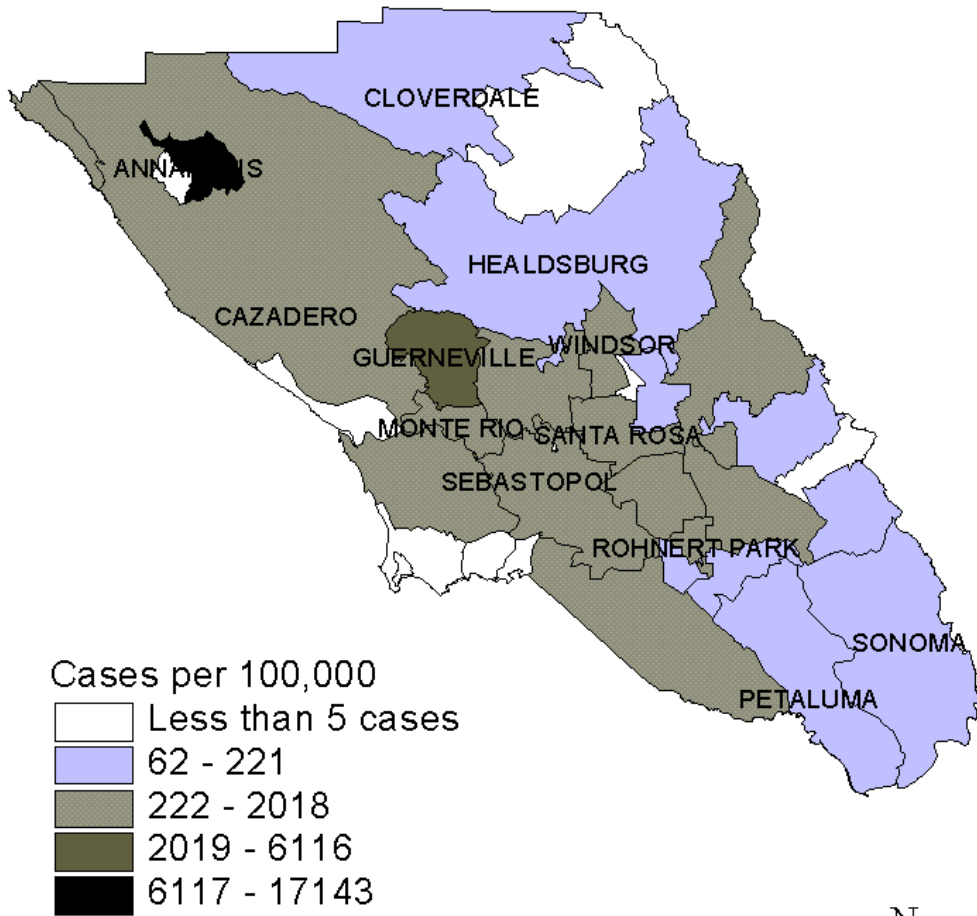 CLOVERDALE
HEALDSBURG
CAZADERO
GUERNEVILLE
WINDSOR
MONTE RIO
SANTA ROSA
SEBASTOPOL
ROHNERT PARK
SONOMA
PETALUMA
Cases per 100,000
Less than 5 cases
62 - 221
222 - 2018
2019 - 6116
6117 - 17143
N